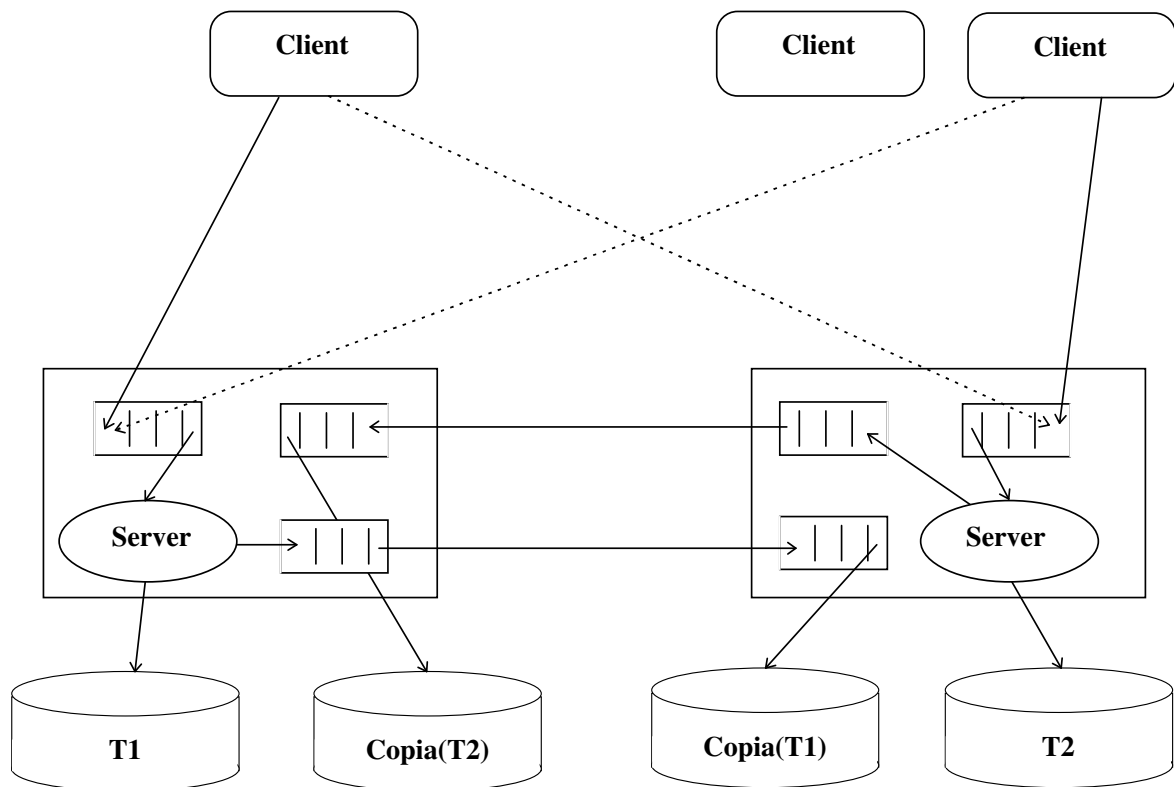 Client
Client
Client
Server
Server
T1
Copia(T2)
Copia(T1)
T2